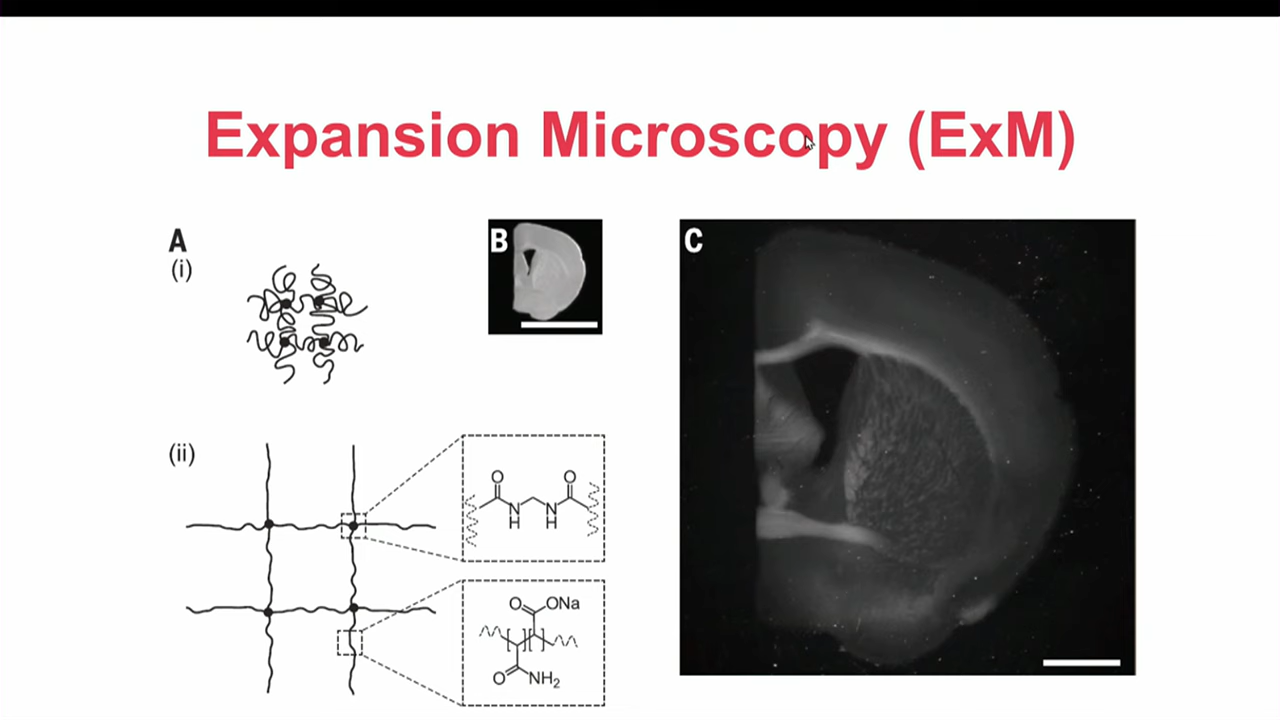 Expansion Microscopy (ExM)
A
(i)
B
C
(ii)
O
O
N
H
N
H
O
ONa
O
NH₂